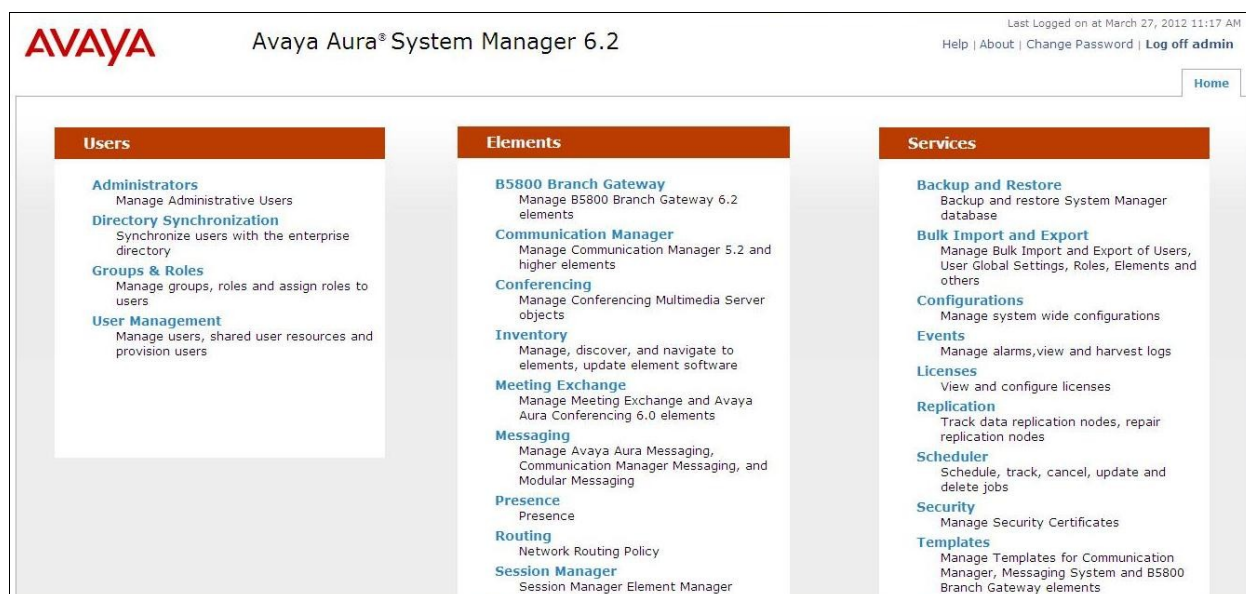 Last Logged on at March 27, 2012 11:17 AM
AVAYA
Avaya Aura® System Manager 6.2
Help | About | Change Password | Log off admin
Home
Users
Administrators
Manage Administrative Users
Directory Synchronization
Synchronize users with the enterprise
directory
Groups & Roles
Manage groups, roles and assign roles to
users
User Management
Manage users, shared user resources and
provision users
Elements
B5800 Branch Gateway
Manage B5800 Branch Gateway 6.2
elements
Communication Manager
Manage Communication Manager 5.2 and
higher elements
Conferencing
Manage Conferencing Multimedia Server
objects
Inventory
Manage, discover, and navigate to
elements, update element software
Meeting Exchange
Manage Meeting Exchange and Avaya
Aura Conferencing 6.0 elements
Messaging
Manage Avaya Aura Messaging,
Communication Manager Messaging, and
Modular Messaging
Presence
Presence
Routing
Network Routing Policy
Session Manager
Session Manager Element Manager
Services
Backup and Restore
Backup and restore System Manager
database
Bulk Import and Export
Manage Bulk Import and Export of Users,
User Global Settings, Roles, Elements and
others
Configurations
Manage system wide configurations
Events
Manage alarms,view and harvest logs
Licenses
View and configure licenses
Replication
Track data replication nodes, repair
replication nodes
Scheduler
Schedule, track, cancel, update and
delete jobs
Security
Manage Security Certificates
Templates
Manage Templates for Communication
Manager, Messaging System and B5800
Branch Gateway elements